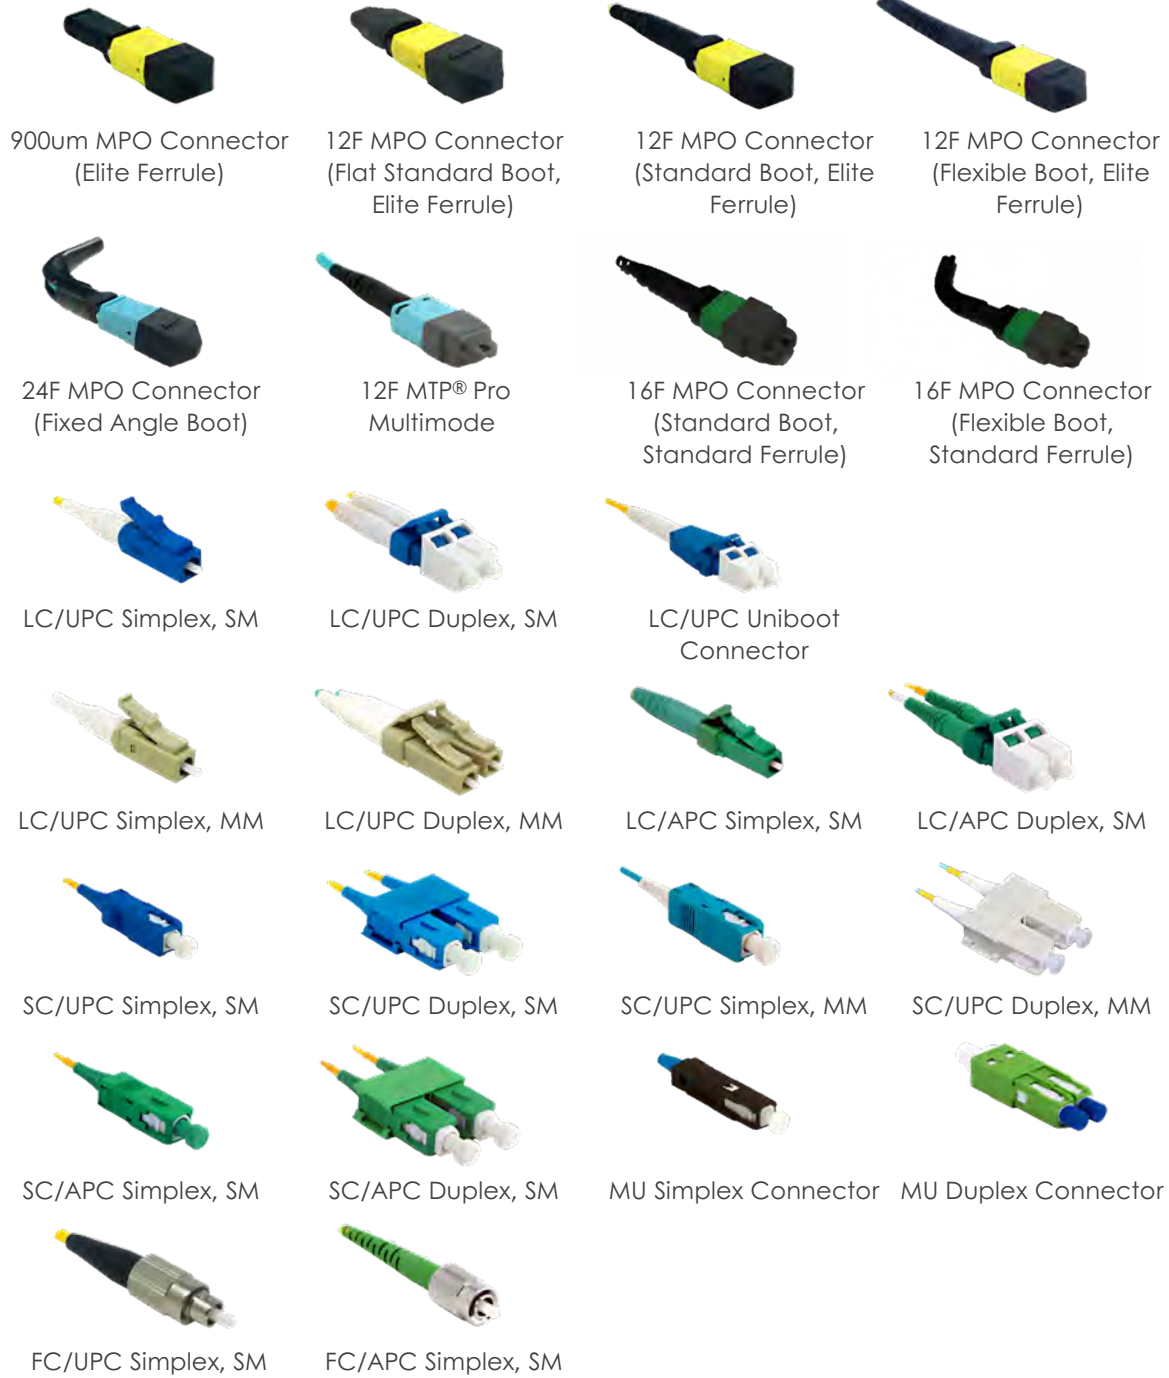 900um MPO Connector
(Elite Ferrule)
12F MPO Connector
(Flat Standard Boot,
Elite Ferrule)
12F MPO Connector
(Standard Boot, Elite
Ferrule)
12F MPO Connector
(Flexible Boot, Elite
Ferrule)
24F MPO Connector
(Fixed Angle Boot)
12F MTP® Pro
Multimode
16F MPO Connector
(Standard Boot,
Standard Ferrule)
16F MPO Connector
(Flexible Boot,
Standard Ferrule)
LC/UPC Simplex, SM
LC/UPC Duplex, SM
LC/UPC Uniboot
Connector
LC/UPC Simplex, MM
LC/UPC Duplex, MM
LC/APC Simplex, SM
LC/APC Duplex, SM
SC/UPC Simplex, SM
SC/UPC Duplex, SM
SC/UPC Simplex, MM
SC/UPC Duplex, MM
SC/APC Simplex, SM
SC/APC Duplex, SM
MU Simplex Connector
MU Duplex Connector
FC/UPC Simplex, SM
FC/APC Simplex, SM